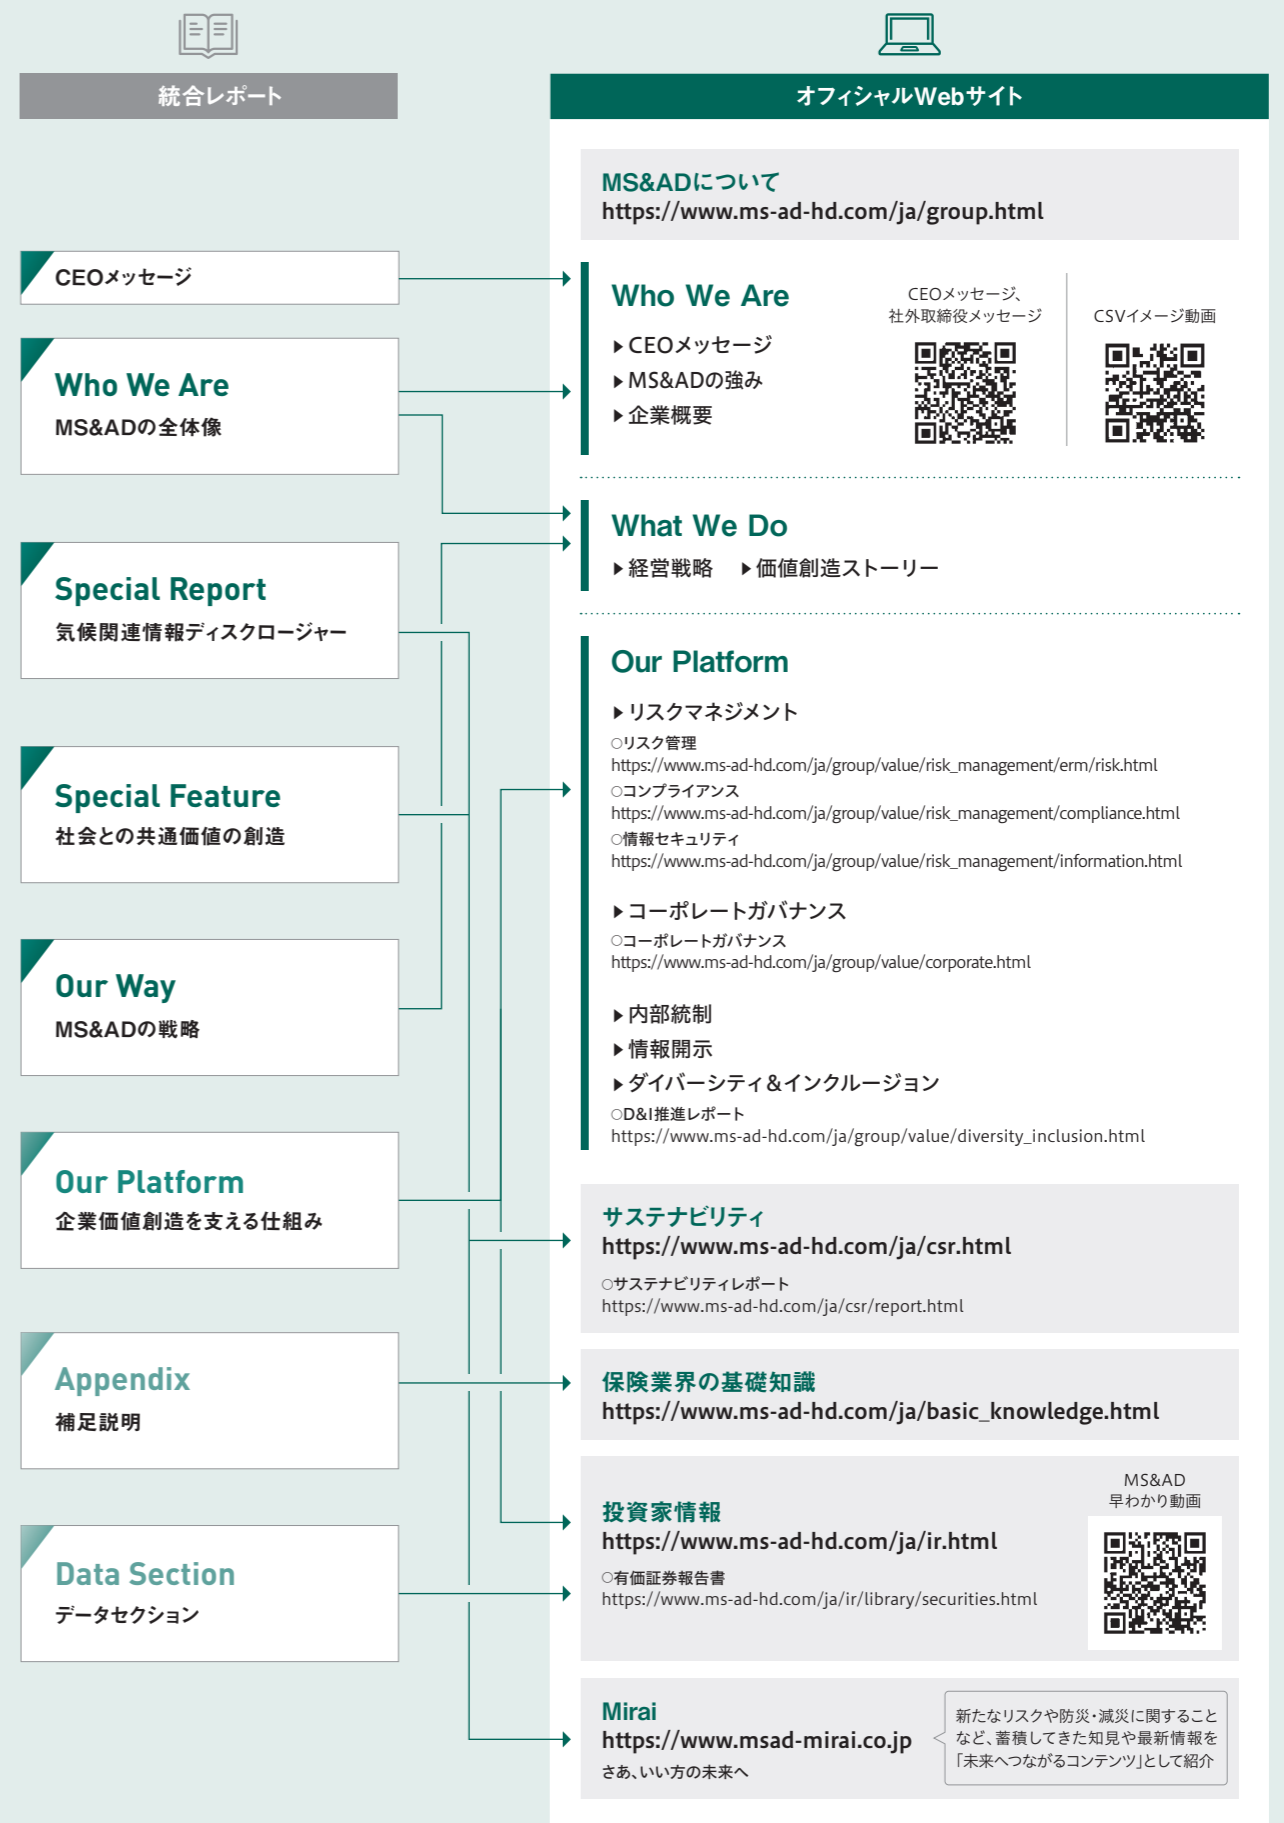 統合レポート
CEOメッセージ
Who We Are
MS&ADの全体像
Special Report
気候関連情報ディスクロージャー
Special Feature
社会との共通価値の創造
Our Way
MS&ADの戦略
Our Platform
企業価値創造を支える仕組み
Appendix
補足説明
Data Section
データセクション
オフィシャルWebサイト
MS&ADについて
https://www.ms-ad-hd.com/ja/group.html
Who We Are
▶CEOメッセージ
▶MS&ADの強み
▶企業概要
CEOメッセージ、
社外取締役メッセージ
CSVイメージ動画
What We Do
▶経営戦略 ▶価値創造ストーリー
Our Platform
▶リスクマネジメント
○リスク管理
https://www.ms-ad-hd.com/ja/group/value/risk_management/erm/risk.html
○コンプライアンス
https://www.ms-ad-hd.com/ja/group/value/risk_management/compliance.html
○情報セキュリティ
https://www.ms-ad-hd.com/ja/group/value/risk_management/information.html
▶コーポレートガバナンス
○コーポレートガバナンス
https://www.ms-ad-hd.com/ja/group/value/corporate.html
▶内部統制
▶情報開示
▶ダイバーシティ&インクルージョン
○D&I推進レポート
https://www.ms-ad-hd.com/ja/group/value/diversity_inclusion.html
サステナビリティ
https://www.ms-ad-hd.com/ja/csr.html
○サステナビリティレポート
https://www.ms-ad-hd.com/ja/csr/report.html
保険業界の基礎知識
https://www.ms-ad-hd.com/ja/basic_knowledge.html
投資家情報
https://www.ms-ad-hd.com/ja/ir.html
○有価証券報告書
https://www.ms-ad-hd.com/ja/ir/library/securities.html
MS&AD
早わかり動画
Mirai
https://www.msad-mirai.co.jp
さあ、いい方の未来へ
新たなリスクや防災・減災に関すること
など、蓄積してきた知見や最新情報を
「未来へつながるコンテンツ」として紹介